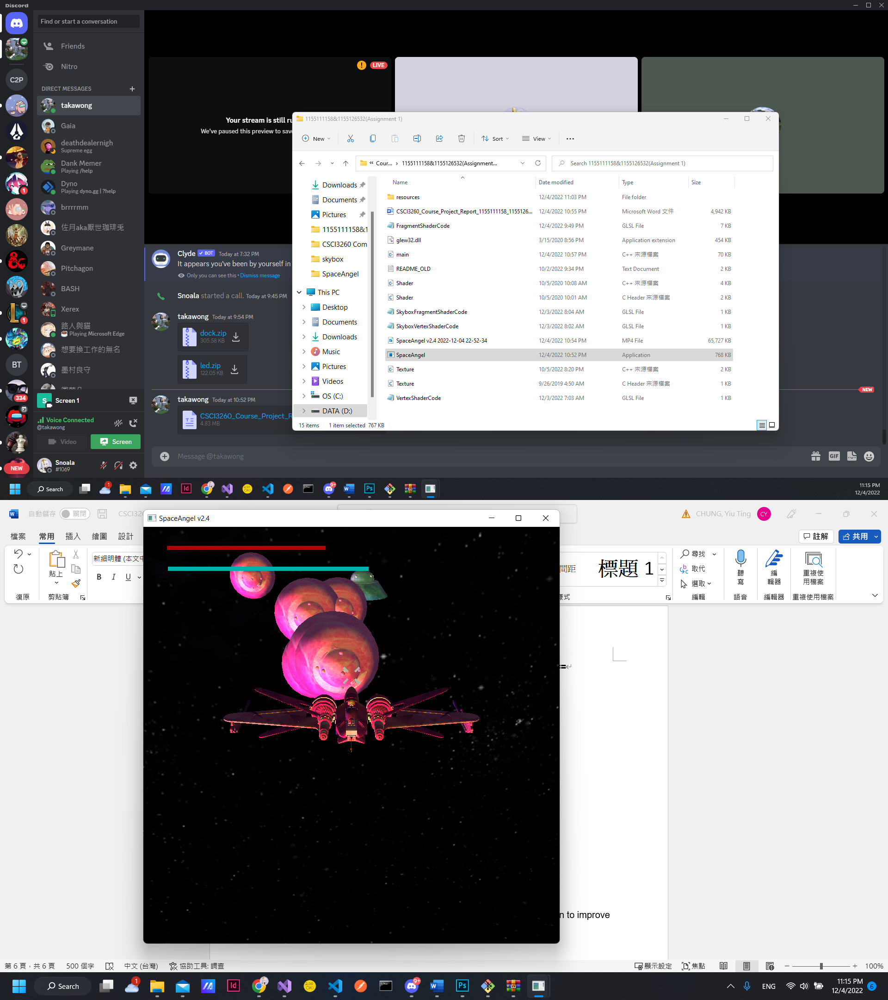 Discord
Find or start a conversation
Friends
Nitro
DIRECT MESSAGES
takawong
Gaia
deathdealernigh
Supreme egg
Dank Memer
Playing /help
Dyno
Playing dyno.gg | ?help
brrrrmm
佐月aka厭世珈琲兎
Greymane
Pitchagon
BASH
Xerex
路人與貓
Playing Microsoft Edge
想要換工作的無名
墨村良守
C2P
1
1
BT
334
NEW
S
Screen 1
Voice Connected
@takawong
Video
Screen
Snoala
#1069
LIVE
Your stream is still ru
We've paused this preview to save
Clyde BOT Today at 7:32 PM
It appears you've been by yourself in
Only you can see this • Dismiss message
Snoala started a call. Today at 9:45 PM
takawong Today at 9:54 PM
dock.zip
305.58 KB
led.zip
122.05 KB
NEW
takawong Today at 10:52 PM
CSCI3260_Course_Project_R
4.83 MB
Message @takawong
GIF
1155111158&1155126532(Assignment 1)
New
Sort
View
Cour... › 1155111158&1155126532(Assignment...
Search 1155111158&1155126532(Assignment 1)
Downloads
Documents
Pictures
1155111158&1
CSCI3260 Com
skybox
SpaceAngel
This PC
Desktop
Documents
Downloads
Music
Pictures
Videos
OS (C:)
DATA (D:)
Name Date modified Type Size
resources 12/4/2022 11:03 PM File folder
CSCI3260_Course_Project_Report_1155111158_1155126... 12/4/2022 10:55 PM Microsoft Word 文件 4,942 KB
FragmentShaderCode 12/4/2022 9:49 PM GLSL File 7 KB
glew32.dll 3/15/2020 8:56 PM Application extension 454 KB
main 12/4/2022 10:57 PM C++ 來源檔案 70 KB
README_OLD 10/2/2022 9:34 PM Text Document 2 KB
Shader 10/5/2020 10:08 AM C++ 來源檔案 4 KB
Shader 10/5/2020 10:01 AM C Header 來源檔案 2 KB
SkyboxFragmentShaderCode 12/3/2022 8:04 AM GLSL File 1 KB
SkyboxVertexShaderCode 12/3/2022 8:02 AM GLSL File 1 KB
SpaceAngel v2.4 2022-12-04 22-52-34 12/4/2022 10:54 PM MP4 File 65,727 KB
SpaceAngel 12/4/2022 10:52 PM Application 768 KB
Texture 10/5/2022 8:20 PM C++ 來源檔案 2 KB
Texture 9/26/2019 4:50 AM C Header 來源檔案 1 KB
VertexShaderCode 12/3/2022 7:03 AM GLSL File 1 KB
15 items 1 item selected 767 KB
Search
1
9+
11:15 PM
12/4/2022
自動儲存 關閉 CSCI32
CHUNG, Yiu Ting CY
檔案 常用 插入 繪圖 設計
註解 共用
SpaceAngel v2.4
貼上
新細明體 (本文中
B I U
復原 剪貼簿
間距 標題 1
樣式
尋找
取代
選取
編輯
聽寫
語音
編輯器
編輯器
重複使用檔案
重複使用檔案
n to improve
第 6 頁，共 6 頁 500 個字 中文 (台灣) 協助工具: 調查
顯示設定 焦點 100%
Search
1
9+
ENG
11:15 PM
12/4/2022
6